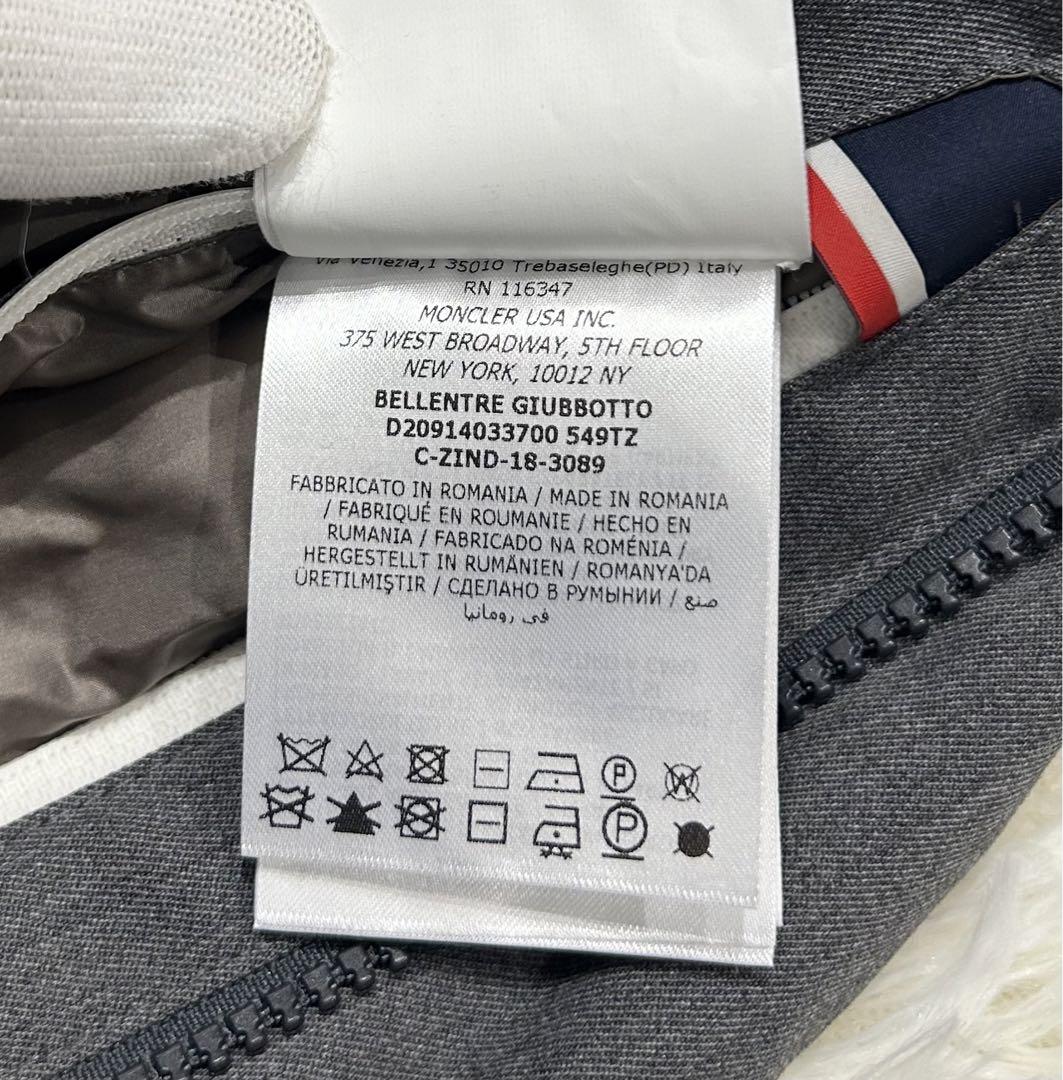 Via Venezia,1 35010 Trebaseleghe(PD) Italy
RN 116347
MONCLER USA INC.
375 WEST BROADWAY, 5TH FLOOR
NEW YORK, 10012 NY
BELLENTRE GIUBBOTTO
D20914033700 549TZ
C-ZIND-18-3089
FABBRICATO IN ROMANIA / MADE IN ROMANIA
/ FABRIQUÉ EN ROUMANIE / HECHO EN
RUMANIA / FABRICADO NA ROMÉNIA /
HERGESTELLT IN RUMÄNIEN / ROMANYA'DA
ÜRETILMIŞTIR / СДЕЛАНО В РУМЫНИИ / صنع
في رومانيا
P W
P